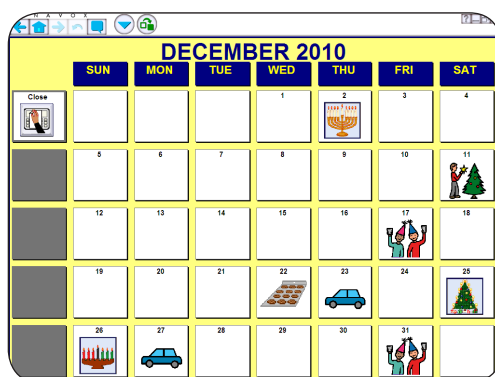 N A V O X
DECEMBER 2010
SUN MON TUE WED THU FRI SAT
Close
1 2 3 4
5 6 7 8 9 10 11
12 13 14 15 16 17 18
19 20 21 22 23 24 25
26 27 28 29 30 31